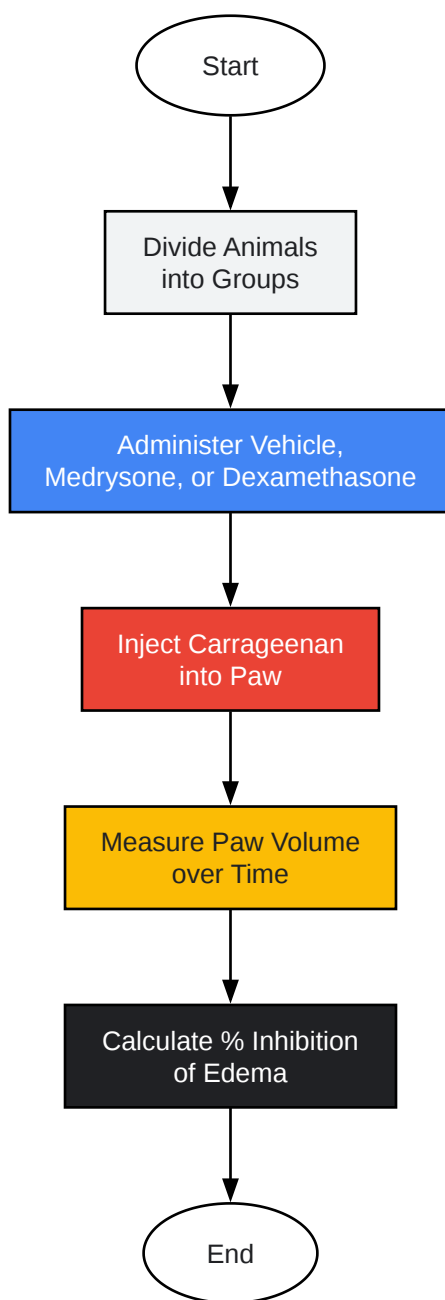 Start
Divide Animals
into Groups
Administer Vehicle,
Medrysone, or Dexamethasone
Inject Carrageenan
into Paw
Measure Paw Volume
over Time
Calculate % Inhibition
of Edema
End